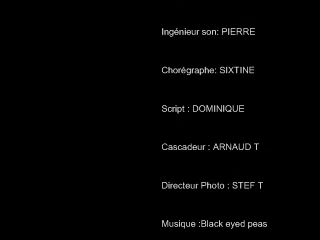 Ingénieur son: PIERRE
Chorégraphe: SIXTINE
Script : DOMINIQUE
Cascadeur : ARNAUD T
Directeur Photo : STEF T
Musique :Black eyed peas